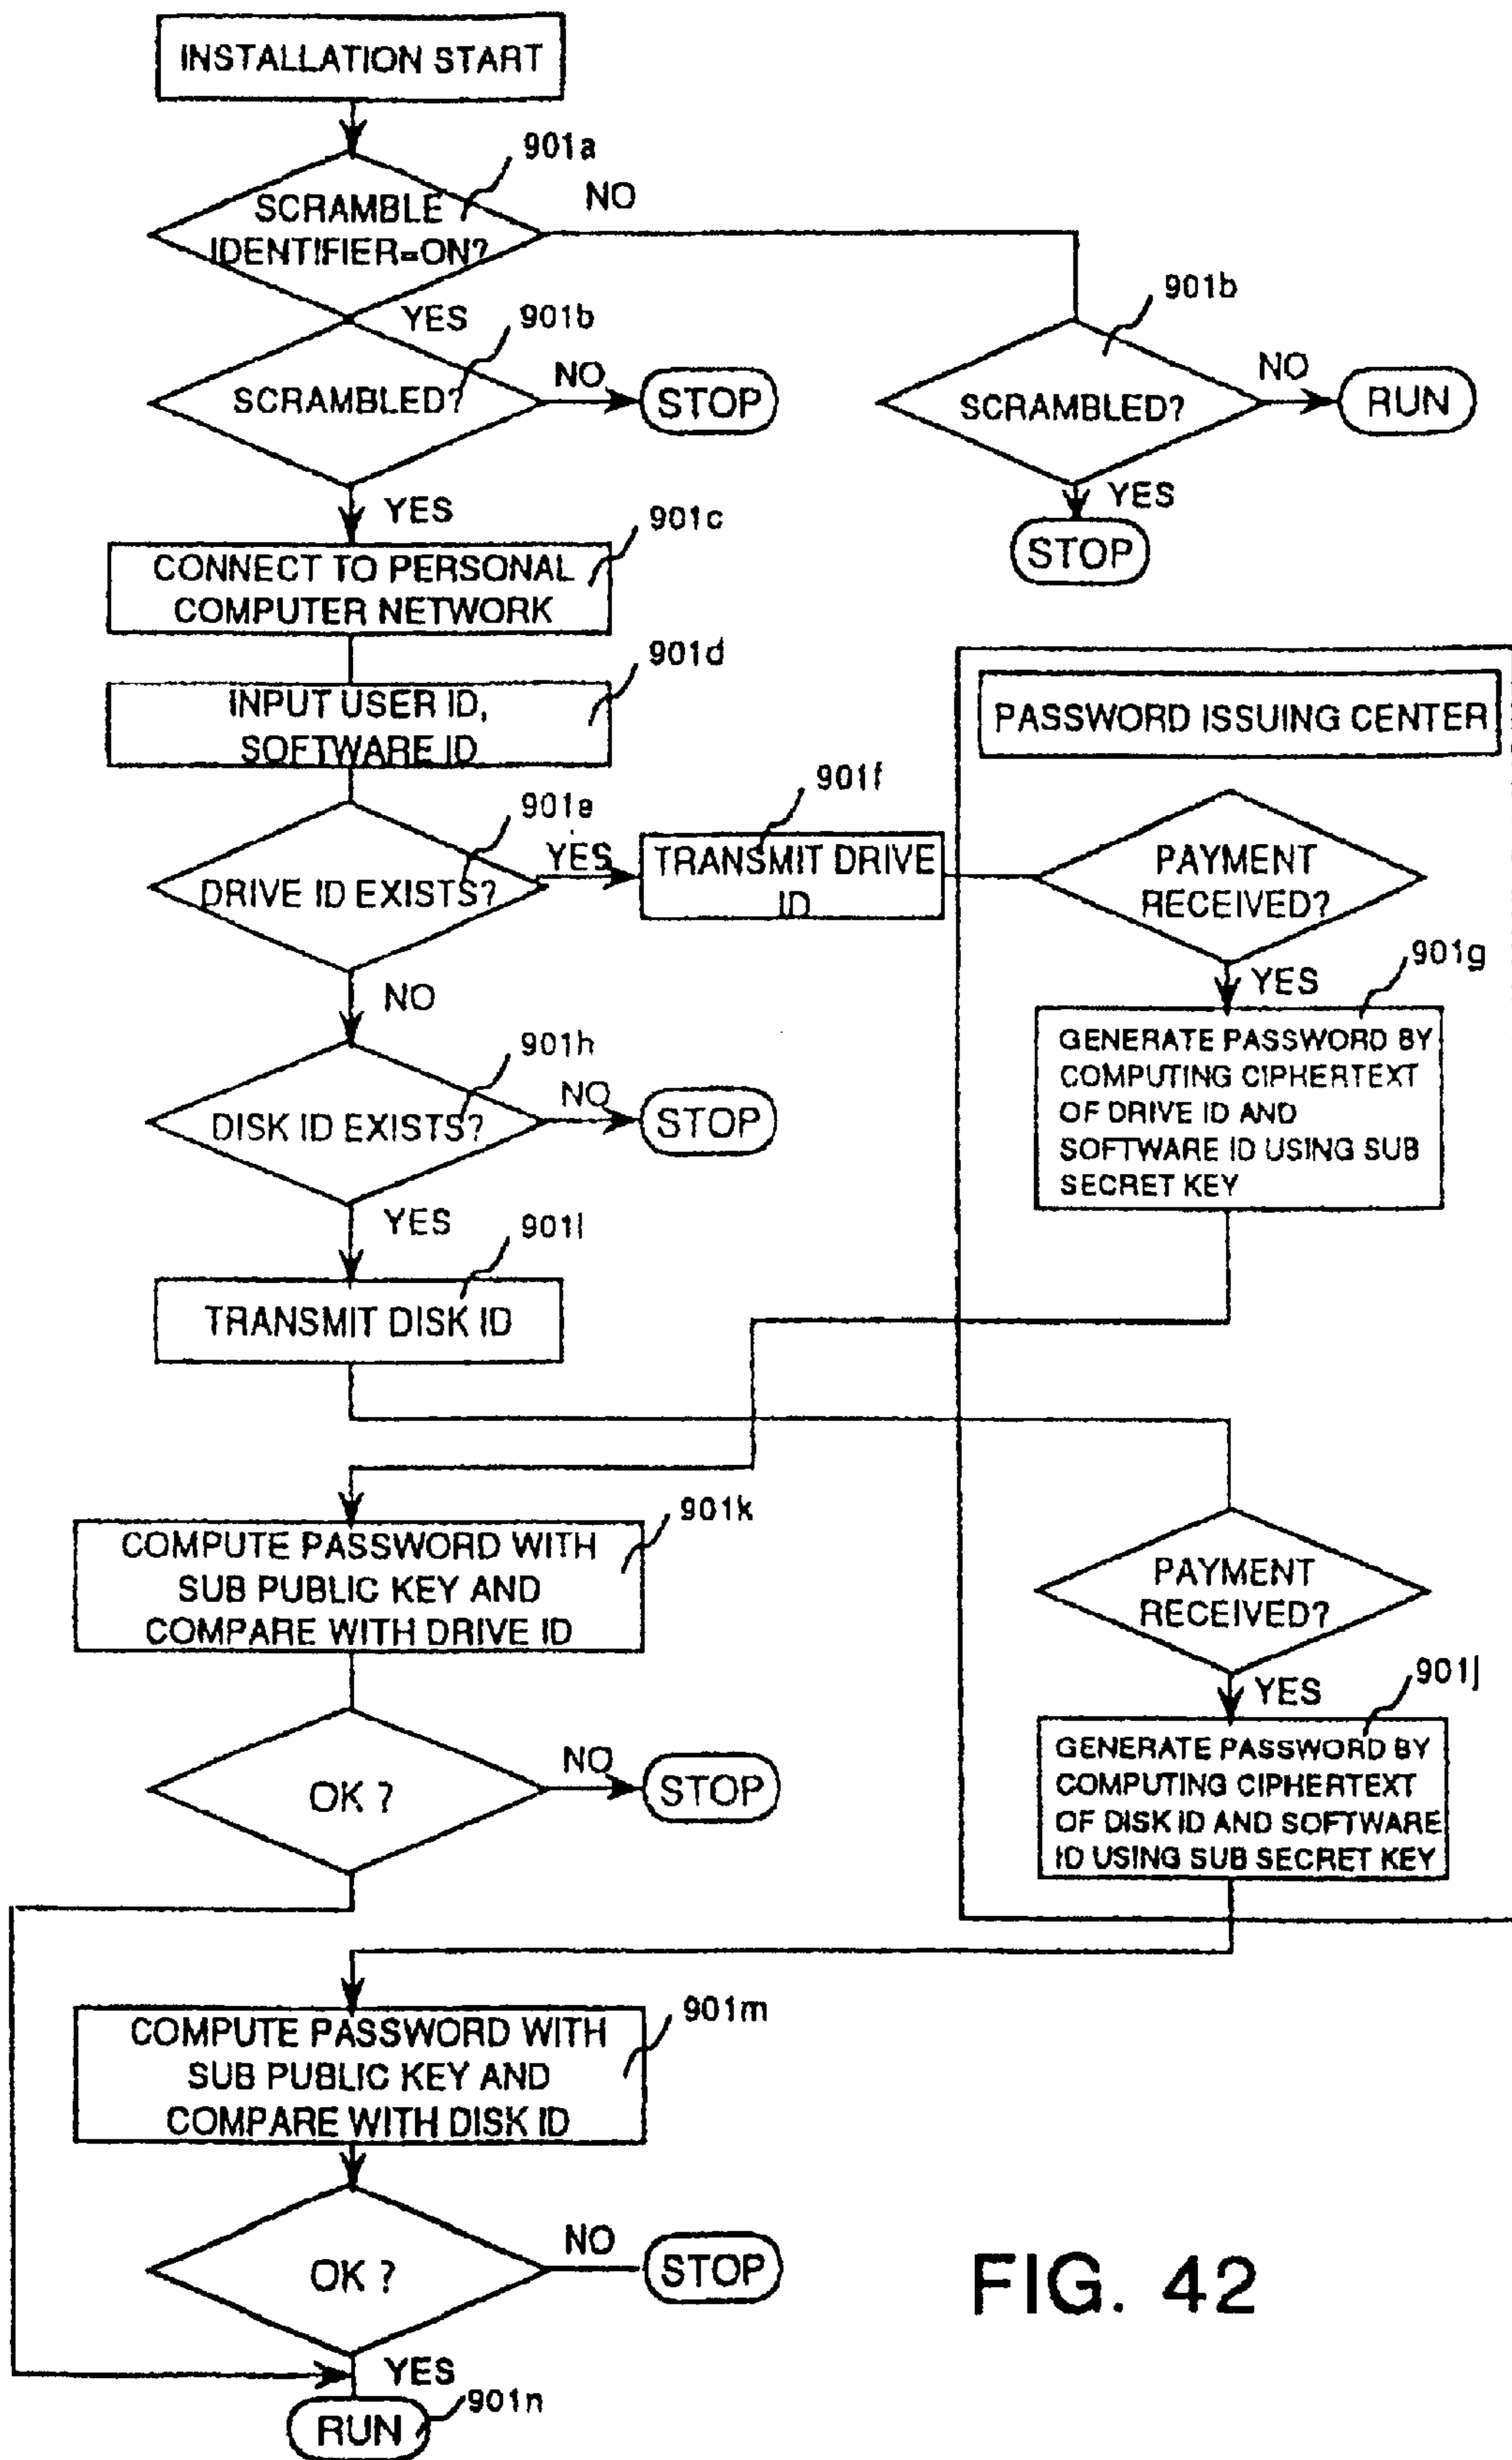 INSTALLATION START
901a
SCRAMBLE
IDENTIFIER=ON?
NO
YES
901b
SCRAMBLED?
NO
STOP
901b
SCRAMBLED?
NO
RUN
YES
STOP
YES
901c
CONNECT TO PERSONAL
COMPUTER NETWORK
901d
INPUT USER ID,
SOFTWARE ID
901e
DRIVE ID EXISTS?
YES
901f
TRANSMIT DRIVE
ID
PASSWORD ISSUING CENTER
PAYMENT
RECEIVED?
YES
901g
GENERATE PASSWORD BY
COMPUTING CIPHERTEXT
OF DRIVE ID AND
SOFTWARE ID USING SUB
SECRET KEY
NO
901h
DISK ID EXISTS?
NO
STOP
YES
901i
TRANSMIT DISK ID
901k
COMPUTE PASSWORD WITH
SUB PUBLIC KEY AND
COMPARE WITH DRIVE ID
PAYMENT
RECEIVED?
YES
901j
GENERATE PASSWORD BY
COMPUTING CIPHERTEXT
OF DISK ID AND SOFTWARE
ID USING SUB SECRET KEY
OK ?
NO
STOP
901m
COMPUTE PASSWORD WITH
SUB PUBLIC KEY AND
COMPARE WITH DISK ID
OK ?
NO
STOP
YES
901n
RUN
FIG. 42